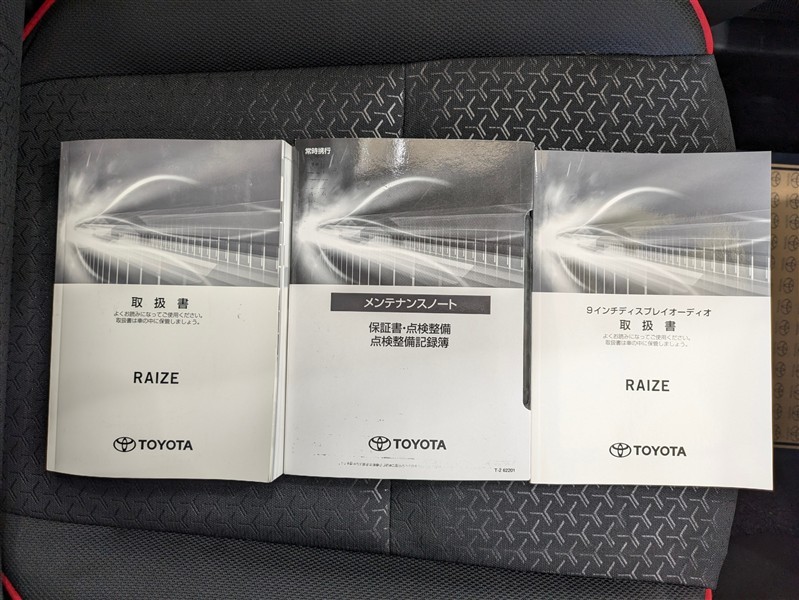 取扱書
よくお読みになってご使用ください。
取扱書は車の中に保管しましょう。
RAIZE
TOYOTA
常時携行
メンテナンスノート
保証書・点検整備
点検整備記録簿
TOYOTA
T-2 62201
9インチディスプレイオーディオ
取扱書
よくお読みになってご使用ください。
取扱書は車の中に保管しましょう。
RAIZE
TOYOTA